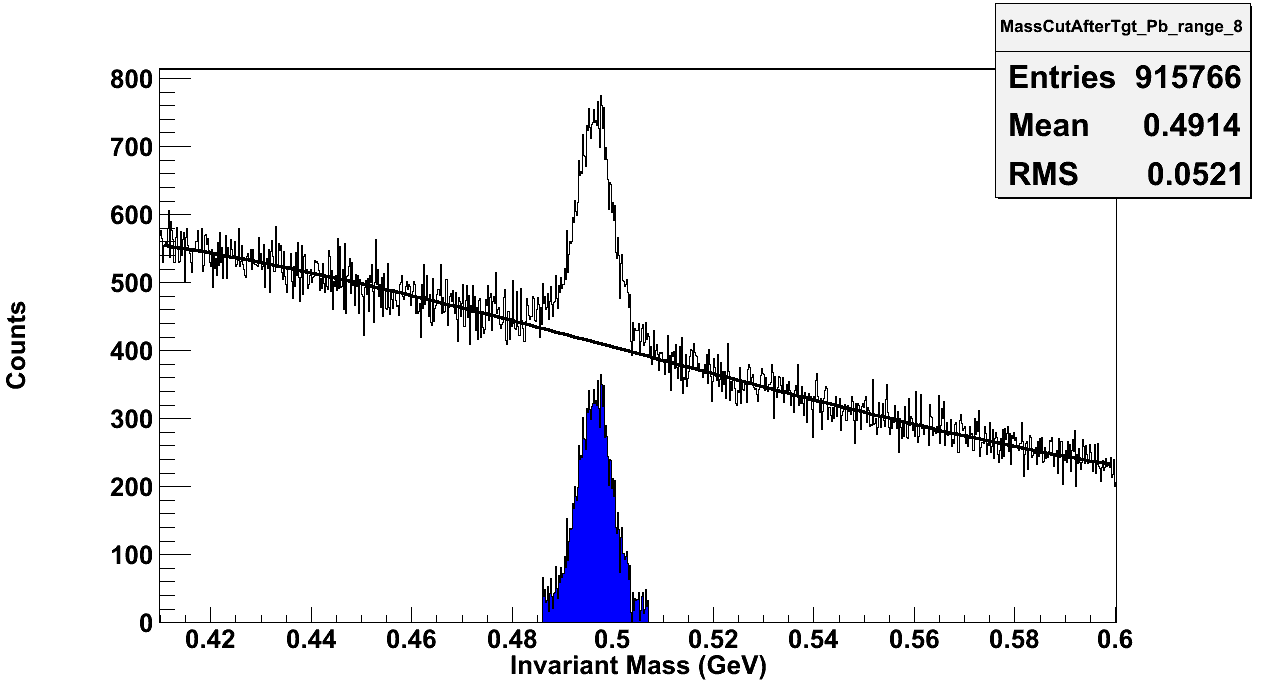 MassCutAfterTgt_Pb_range_8
Entries 915766
Mean 0.4914
RMS 0.0521
800
700
600
500
400
300
200
100
0
Counts
0.42 0.44 0.46 0.48 0.5 0.52 0.54 0.56 0.58 0.6
Invariant Mass (GeV)